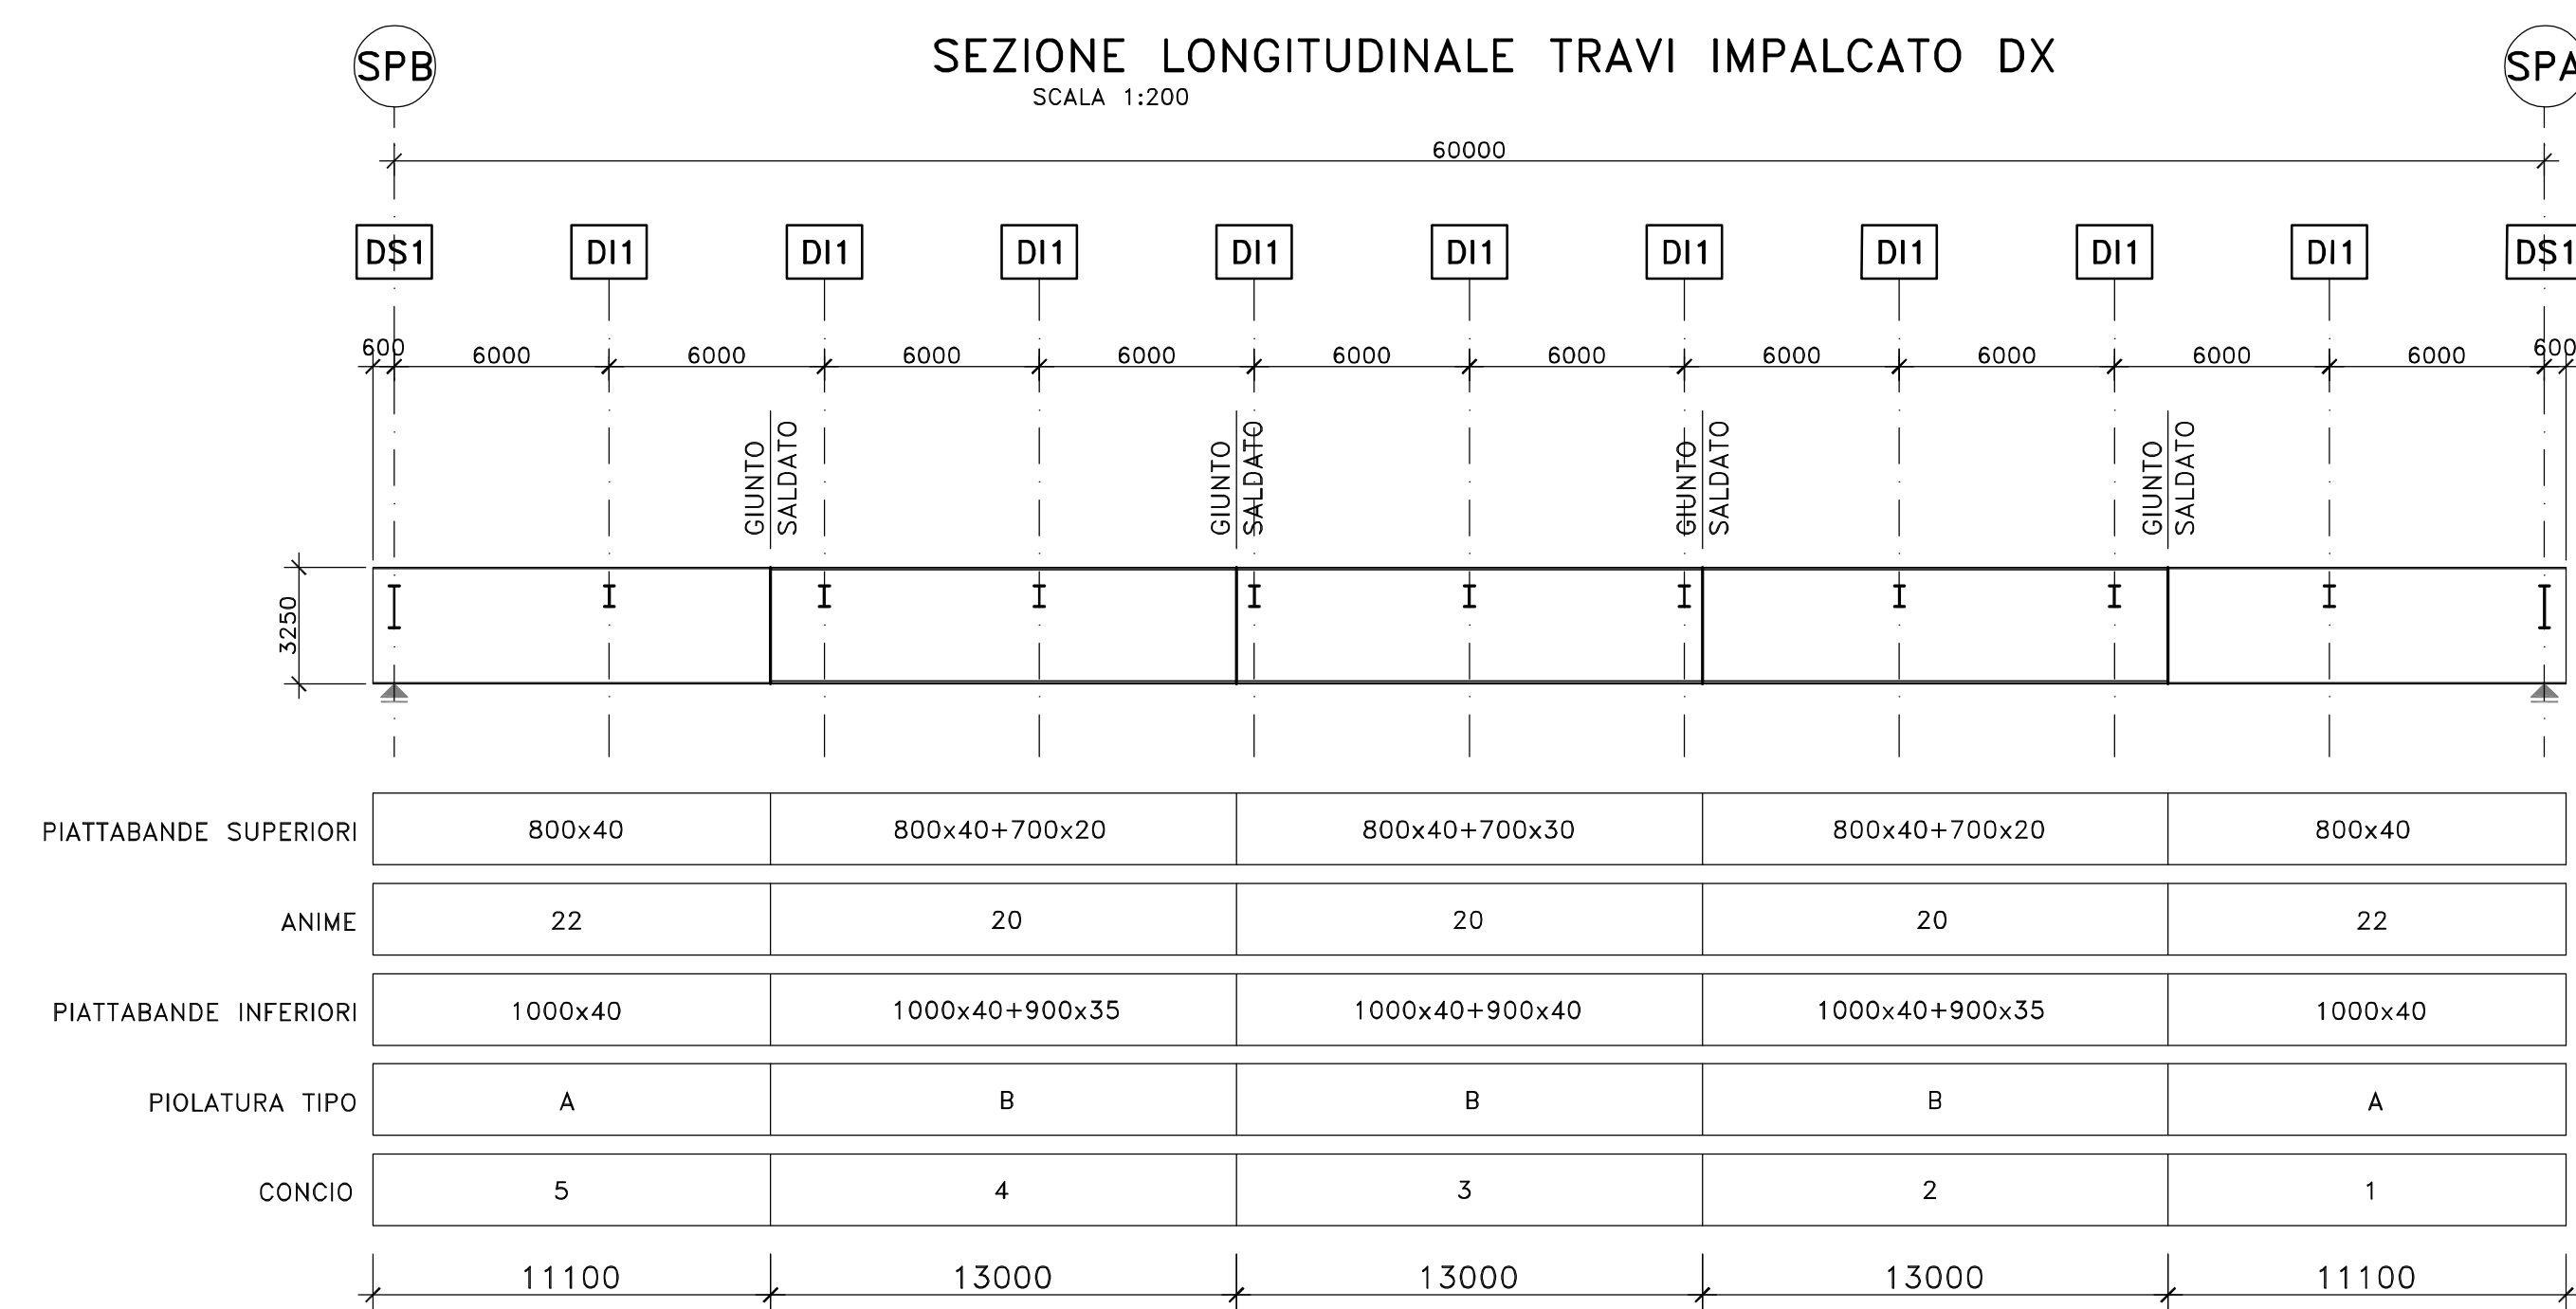 SPB
SEZIONE LONGITUDINALE TRAVI IMPALCATO DX
SPA
SCALA 1:200
60000
DS1 DI1 DI1 DI1 DI1 DI1 DI1 DI1 DI1 DI1 DS1
600 6000 6000 6000 6000 6000 6000 6000 6000 6000 6000 600
GIUNTO
SALDATO
GIUNTO
SALDATO
GIUNTO
SALDATO
GIUNTO
SALDATO
3250
PIATTABANDE SUPERIORI 800x40 800x40+700x20 800x40+700x30 800x40+700x20 800x40
ANIME 22 20 20 20 22
PIATTABANDE INFERIORI 1000x40 1000x40+900x35 1000x40+900x40 1000x40+900x35 1000x40
PIOLATURA TIPO A B B B A
CONCIO 5 4 3 2 1
11100 13000 13000 13000 11100